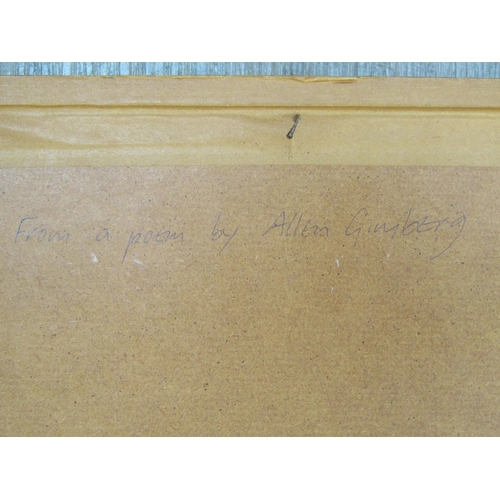 From a poem by Allen Ginsberg